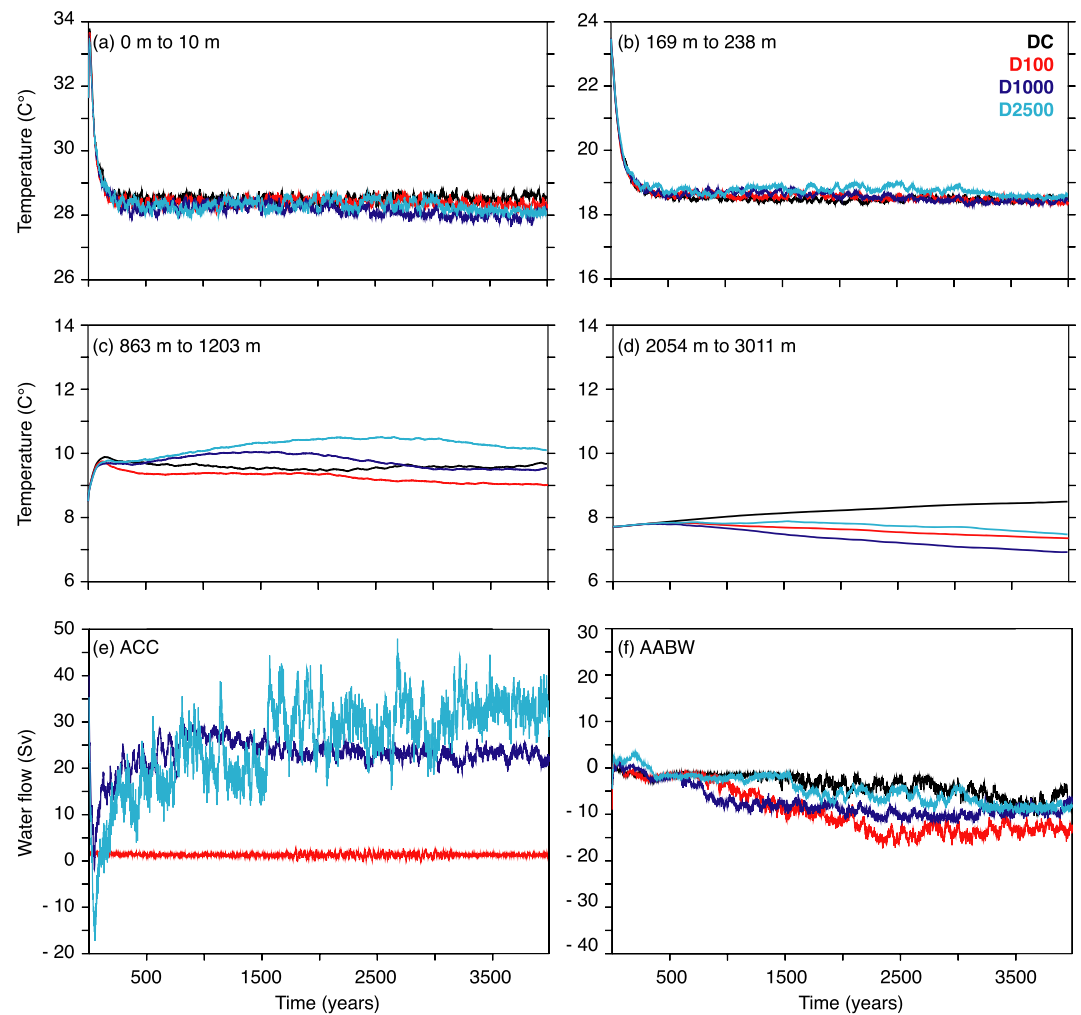 (a) 0 m to 10 m
34
32
30
28
26
Temperature (C°)
(b) 169 m to 238 m
DC
D100
D1000
D2500
24
22
20
18
16
(c) 863 m to 1203 m
14
12
10
8
6
Temperature (C°)
(d) 2054 m to 3011 m
14
12
10
8
6
(e) ACC
50
40
30
20
10
0
- 10
- 20
Water flow (Sv)
500
1500
2500
3500
Time (years)
(f) AABW
30
20
10
0
- 10
- 20
- 30
- 40
500
1500
2500
3500
Time (years)